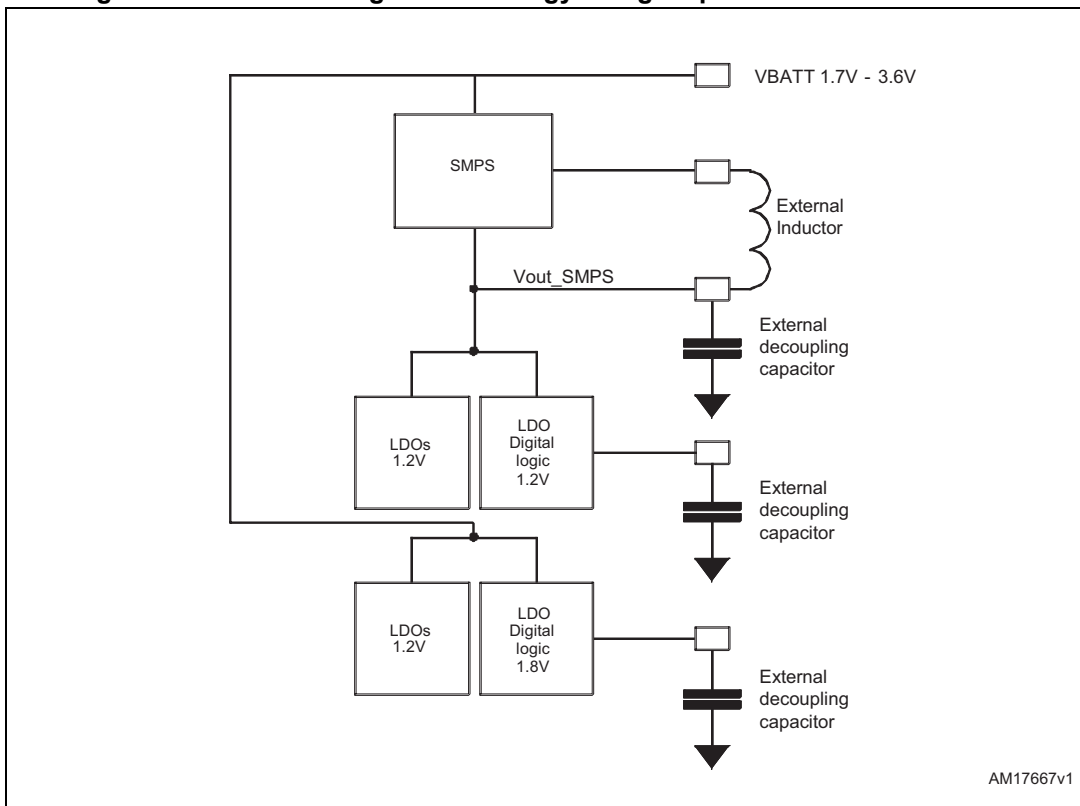 VBATT 1.7V - 3.6V
SMPS
External
Inductor
Vout_SMPS
External
decoupling
capacitor
LDOs
1.2V
LDO
Digital
logic
1.2V
External
decoupling
capacitor
LDOs
1.2V
LDO
Digital
logic
1.8V
External
decoupling
capacitor
AM17667v1